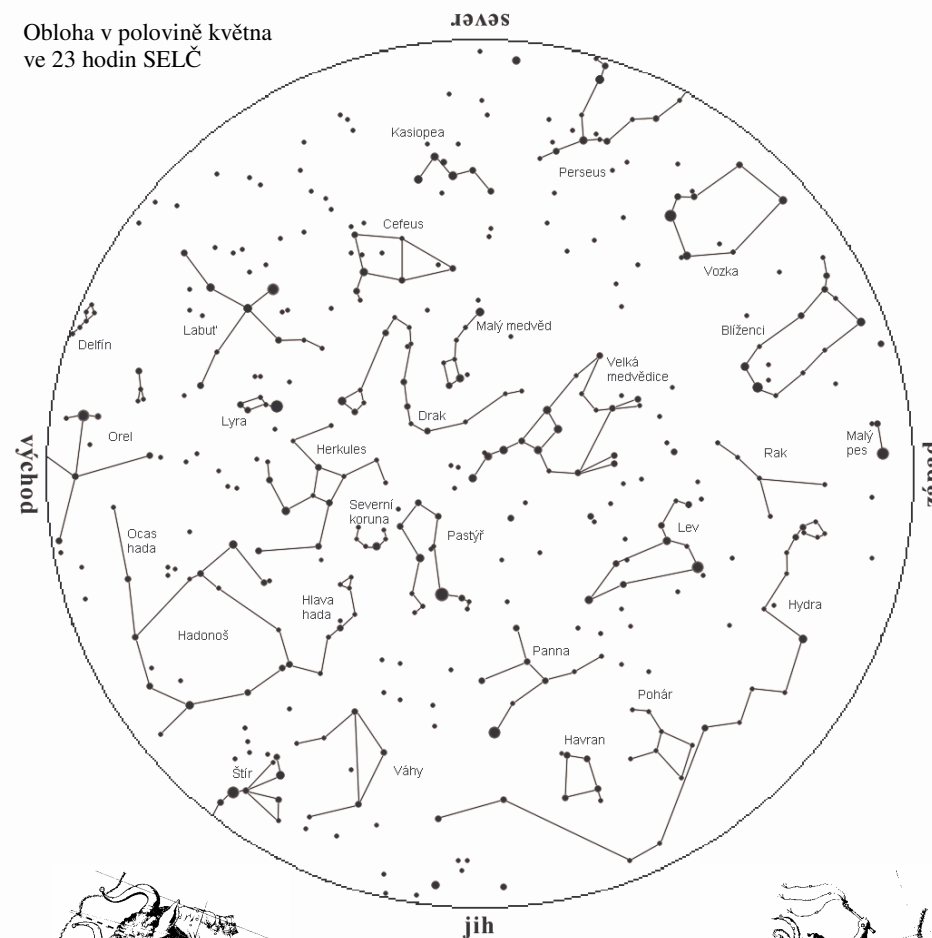 Obloha v polovině května
ve 23 hodin SELČ
sever
Kasiopea
Perseus
Cefeus
Vozka
Labuť
Malý medvěd
Blíženci
Delfín
Velká
medvědice
Lyra
Drak
Orel
Herkules
Rak
Malý
pes
východ
Severní
koruna
Pastýř
Lev
Ocas
hada
Hlava
hada
Hydra
Hadonoš
Panna
Pohár
Havran
Štír
Váhy
jih